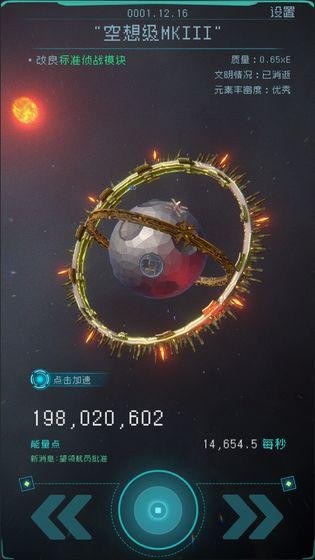 0001.12.16
设置
"空想级MKIII"
·改良标准侦战模块
质量：0.65xE
文明情况：已消逝
元素丰富度：优秀
点击加速
198,020,602
能量点
14,654.5 每秒
新消息：望领航员批准